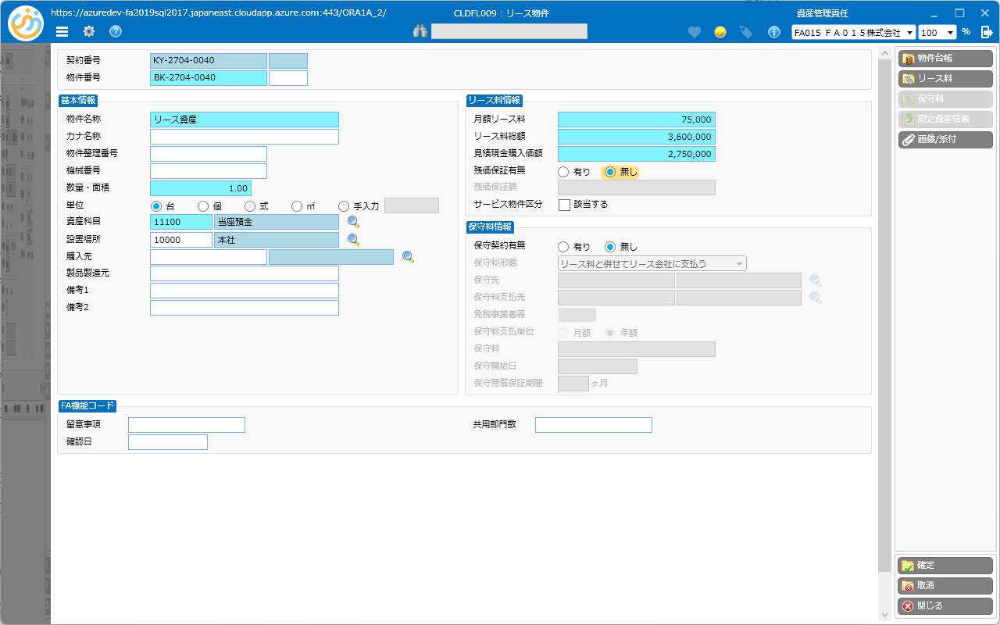 https://azuredev-fa2019sql2017.japaneast.cloudapp.azure.com:443/ORA1A_2/ CLDFL009：リース物件 資産管理責任
FA015 ＦＡ０１５株式会社 100 %
契約番号 KY-2704-0040
物件番号 BK-2704-0040
基本情報
物件名称 リース資産
カナ名称
物件整理番号
機械番号
数量・面積 1.00
単位 台 個 式 ㎡ 手入力
資産科目 11100 当座預金
設置場所 10000 本社
購入先
製品製造元
備考1
備考2
リース料情報
月額リース料 75,000
リース料総額 3,600,000
見積現金購入価額 2,750,000
残価保証有無 有り 無し
残価保証額
サービス物件区分 該当する
保守料情報
保守契約有無 有り 無し
保守料形態 リース料と併せてリース会社に支払う
保守先
保守料支払先
免税事業者等
保守料支払単位 月額 年額
保守料
保守開始日
保守無償保証期間 ヶ月
FA機能コード
留意事項 共用部門数
確認日
物件台帳
リース料
保守料
固定資産情報
画像/添付
確定
取消
閉じる